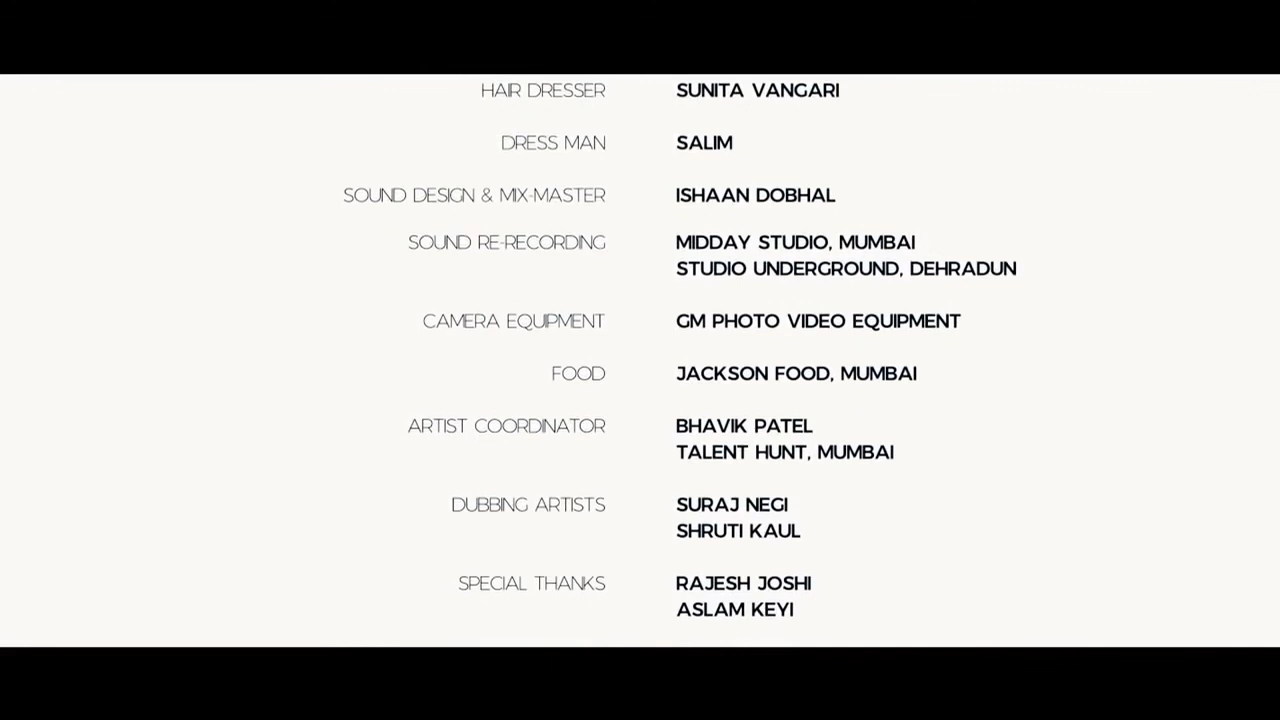 HAIR DRESSER SUNITA VANGARI
DRESS MAN SALIM
SOUND DESIGN & MIX-MASTER ISHAAN DOBHAL
SOUND RE-RECORDING MIDDAY STUDIO, MUMBAI
STUDIO UNDERGROUND, DEHRADUN
CAMERA EQUIPMENT GM PHOTO VIDEO EQUIPMENT
FOOD JACKSON FOOD, MUMBAI
ARTIST COORDINATOR BHAVIK PATEL
TALENT HUNT, MUMBAI
DUBBING ARTISTS SURAJ NEGI
SHRUTI KAUL
SPECIAL THANKS RAJESH JOSHI
ASLAM KEYI